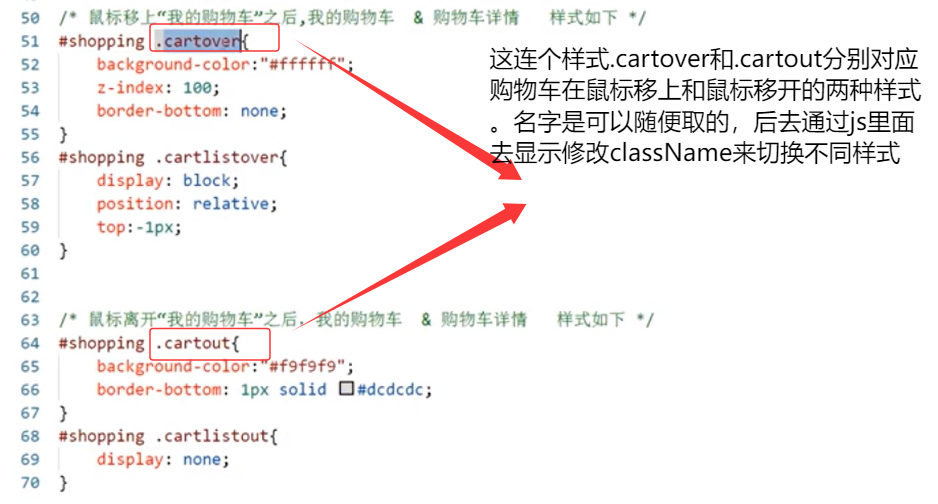 50 /* 鼠标移上“我的购物车”之后,我的购物车 & 购物车详情 样式如下 */
51 #shopping .cartover{
52 background-color:"#ffffff";
53 z-index: 100;
54 border-bottom: none;
55 }
56 #shopping .cartlistover{
57 display: block;
58 position: relative;
59 top:-1px;
60 }
61
62
63 /* 鼠标离开“我的购物车”之后，我的购物车 & 购物车详情 样式如下 */
64 #shopping .cartout{
65 background-color:"#f9f9f9";
66 border-bottom: 1px solid #dcdcdc;
67 }
68 #shopping .cartlistout{
69 display: none;
70 }
这连个样式.cartover和.cartout分别对应
购物车在鼠标移上和鼠标移开的两种样式
。名字是可以随便取的，后去通过js里面
去显示修改className来切换不同样式